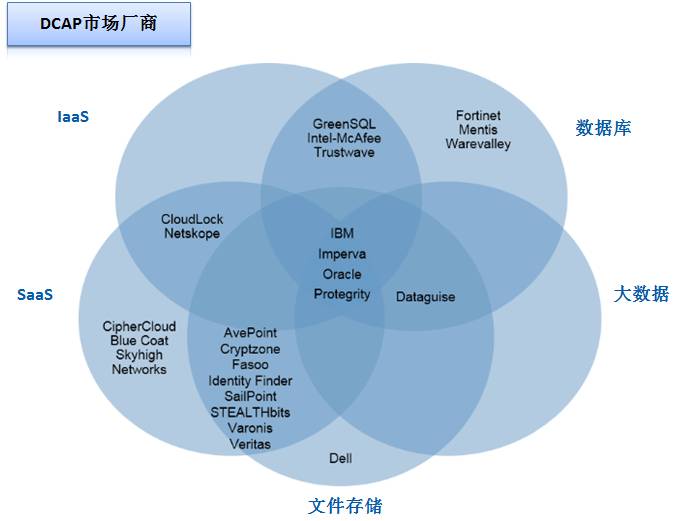 DCAP市场厂商
IaaS
GreenSQL
Intel-McAfee
Trustwave
Fortinet
Mentis
Warevalley
数据库
CloudLock
Netskope
IBM
Imperva
Oracle
Protegrity
SaaS
Dataguise
大数据
CipherCloud
Blue Coat
Skyhigh
Networks
AvePoint
Cryptzone
Fasoo
Identity Finder
SailPoint
STEALTHbits
Varonis
Veritas
Dell
文件存储